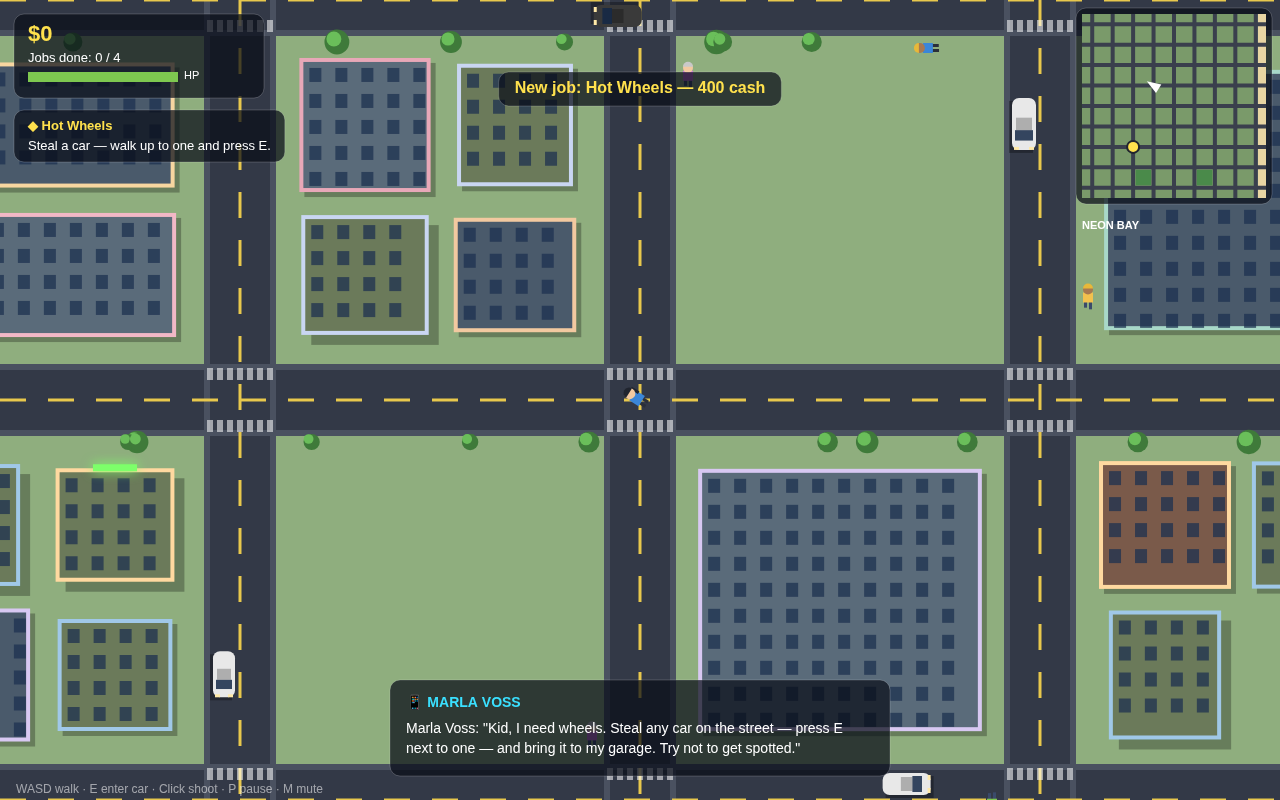 $0
Jobs done: 0 / 4
HP
◆ Hot Wheels
Steal a car — walk up to one and press E.
New job: Hot Wheels — 400 cash
NEON BAY
📱 MARLA VOSS
Marla Voss: "Kid, I need wheels. Steal any car on the street — press E
next to one — and bring it to my garage. Try not to get spotted."
WASD walk · E enter car · Click shoot · P pause · M mute